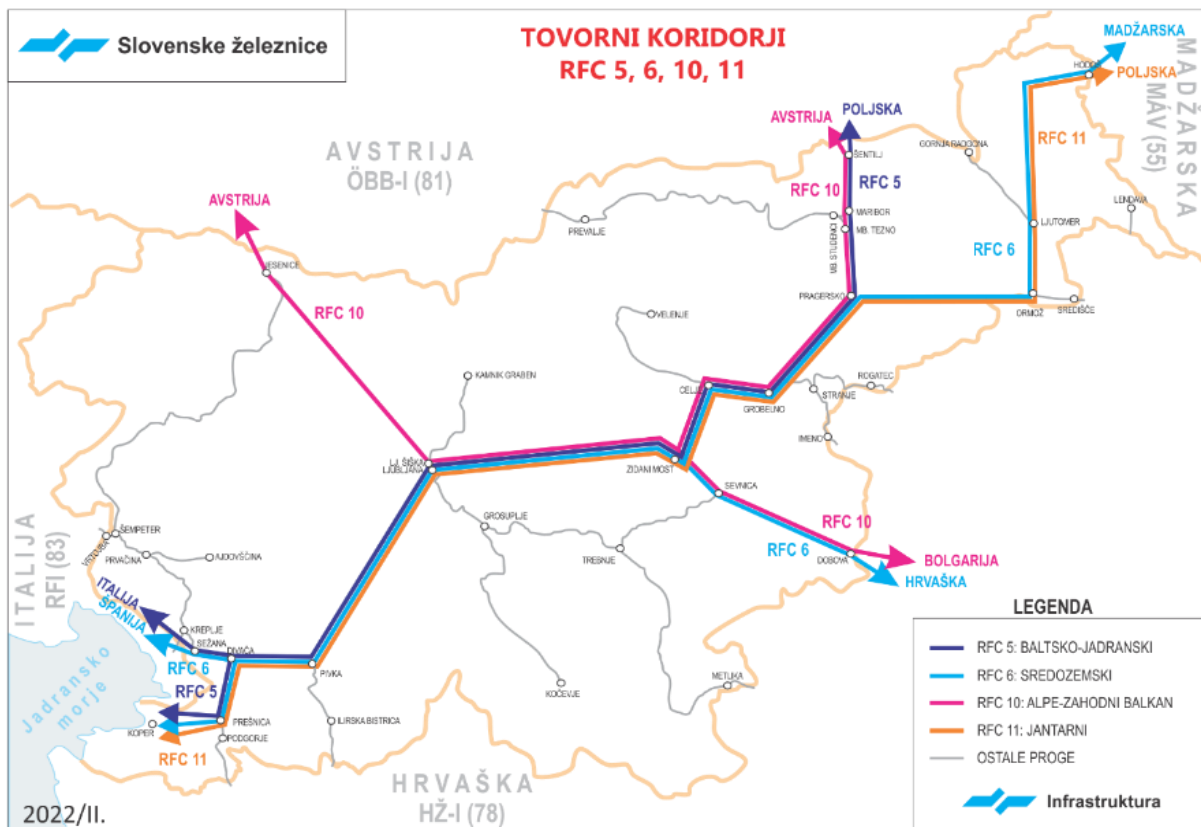 Slovenske železnice
TOVORNI KORIDORJI
RFC 5, 6, 10, 11
MADŽARSKA
HODOŠ
POLJSKA
MADŽARSKA
MÁV (55)
AVSTRIJA
POLJSKA
AVSTRIJA
ÖBB-I (81)
ŠENTILJ
GORNJA RADGONA
RFC 11
RFC 10
RFC 5
AVSTRIJA
PREVALJE
MARIBOR
MB. TEZNO
MB. STUDENCI
LJUTOMER
LENDAVA
RFC 6
JESENICE
RFC 10
PRAGERSKO
ORMOŽ
SREDIŠČE
VELENJE
KAMNIK GRABEN
CELJE
GROBELNO
STRANJE
ROGATEC
IMENO
LJ. ŠIŠKA
LJUBLJANA
ZIDANI MOST
SEVNICA
GROSUPLJE
TREBNJE
RFC 10
RFC 6
DOBOVA
BOLGARIJA
HRVAŠKA
ITALIJA
RFI (83)
ŠEMPETER
VRTOJBA
PRVAČINA
AJDOVŠČINA
ITALIJA
ŠPANIJA
KREPLJE
SEŽANA
DIVAČA
RFC 6
PIVKA
RFC 5
Jadransko
morje
KOPER
PREŠNICA
PODGORJE
RFC 11
ILIRSKA BISTRICA
KOČEVJE
METLIKA
HRVAŠKA
HŽ-I (78)
2022/II.
LEGENDA
RFC 5: BALTSKO-JADRANSKI
RFC 6: SREDOZEMSKI
RFC 10: ALPE-ZAHODNI BALKAN
RFC 11: JANTARNI
OSTALE PROGE
Infrastruktura